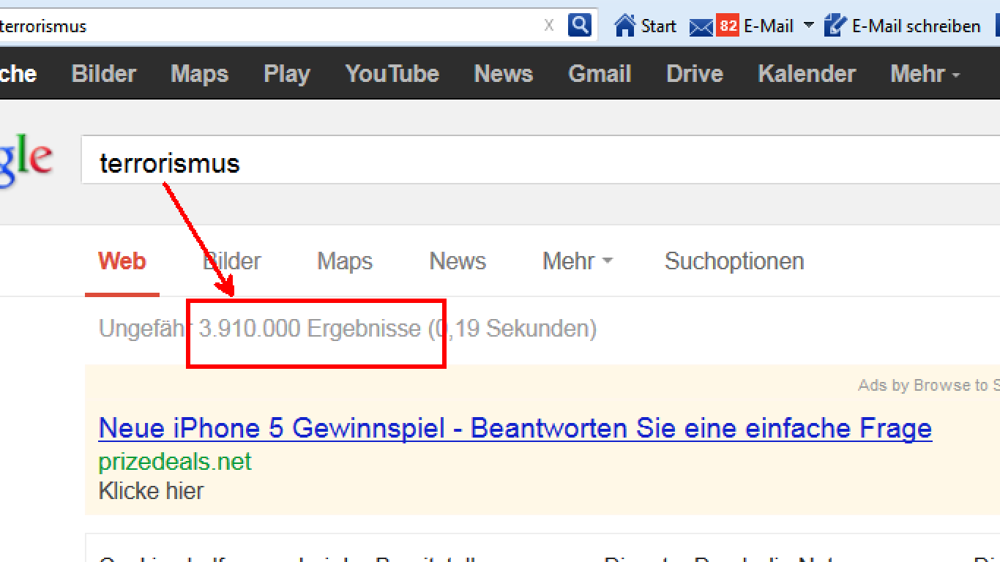 terrorismus x Start 82 E-Mail E-Mail schreiben
che Bilder Maps Play YouTube News Gmail Drive Kalender Mehr
gle terrorismus
Web Bilder Maps News Mehr Suchoptionen
Ungefähr 3.910.000 Ergebnisse (0,19 Sekunden)
Ads by Browse to S
Neue iPhone 5 Gewinnspiel - Beantworten Sie eine einfache Frage
prizedeals.net
Klicke hier